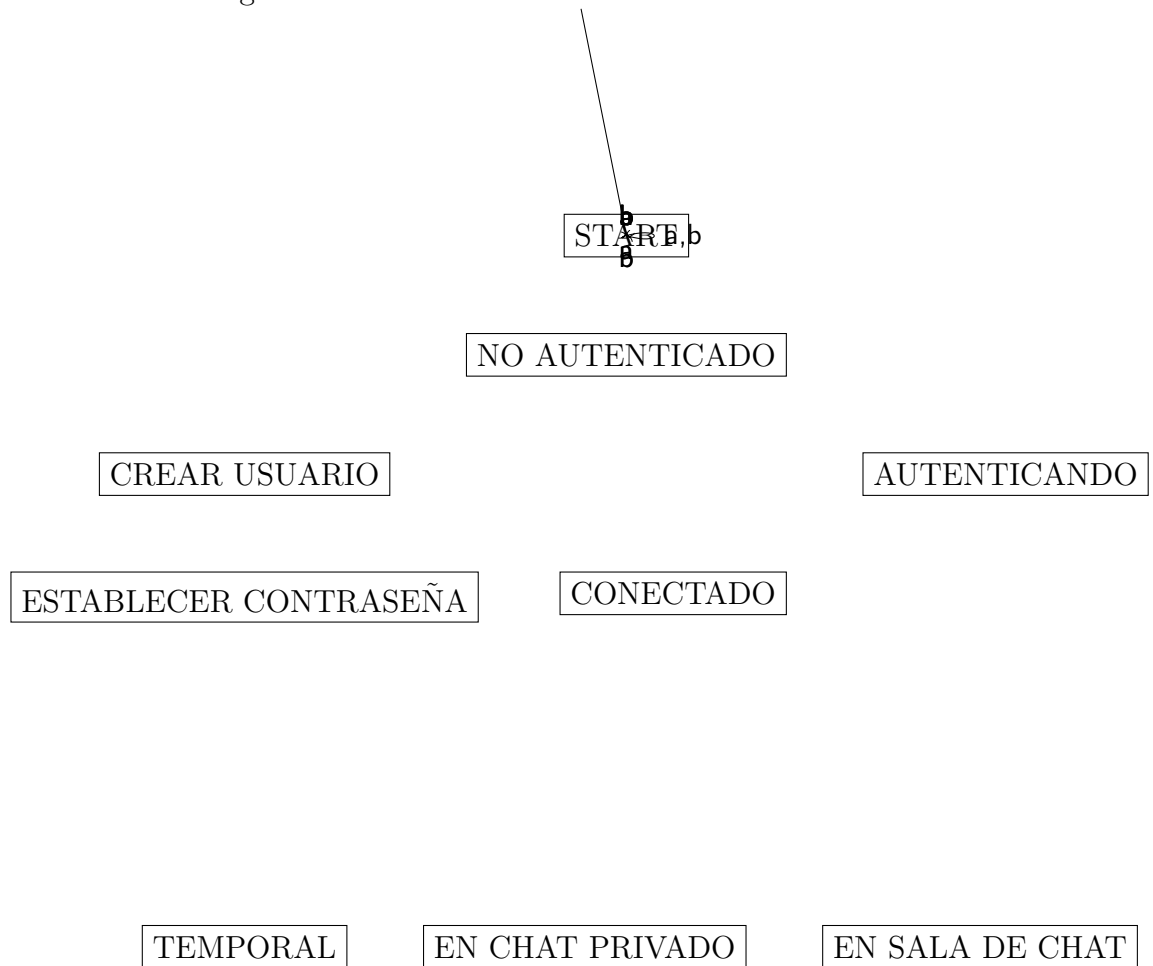 START
a,b
b
a
b
NO AUTENTICADO
CREAR USUARIO
AUTENTICANDO
ESTABLECER CONTRASEÑA
CONECTADO
TEMPORAL
EN CHAT PRIVADO
EN SALA DE CHAT